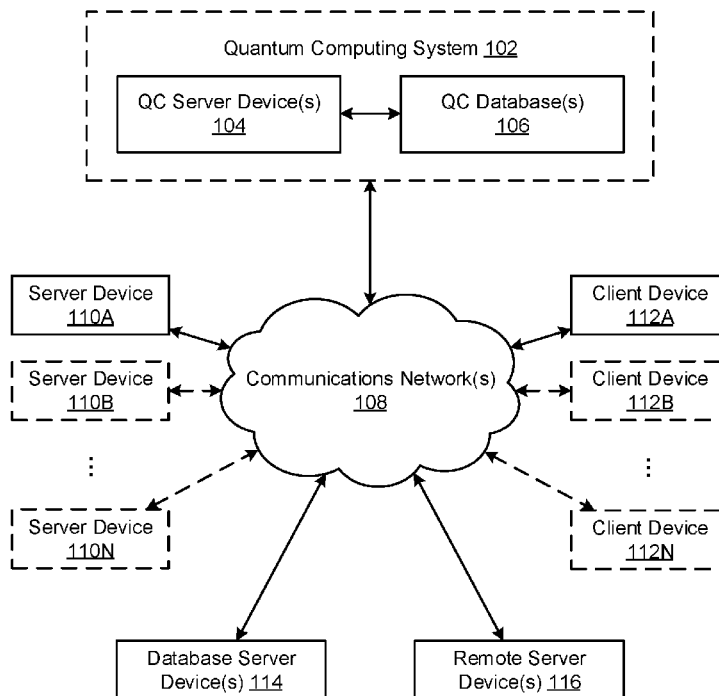 Quantum Computing System 102
QC Server Device(s)
104
QC Database(s)
106
Server Device
110A
Client Device
112A
Server Device
110B
Communications Network(s)
108
Client Device
112B
⋮
⋮
Server Device
110N
Client Device
112N
Database Server
Device(s) 114
Remote Server
Device(s) 116